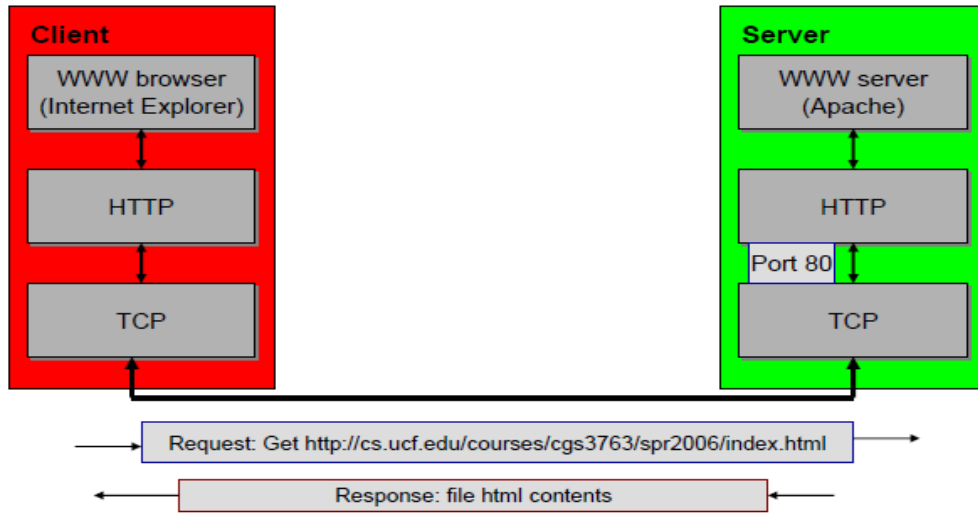 Client
WWW browser
(Internet Explorer)
HTTP
TCP
Server
WWW server
(Apache)
HTTP
Port 80
TCP
Request: Get http://cs.ucf.edu/courses/cgs3763/spr2006/index.html
Response: file html contents